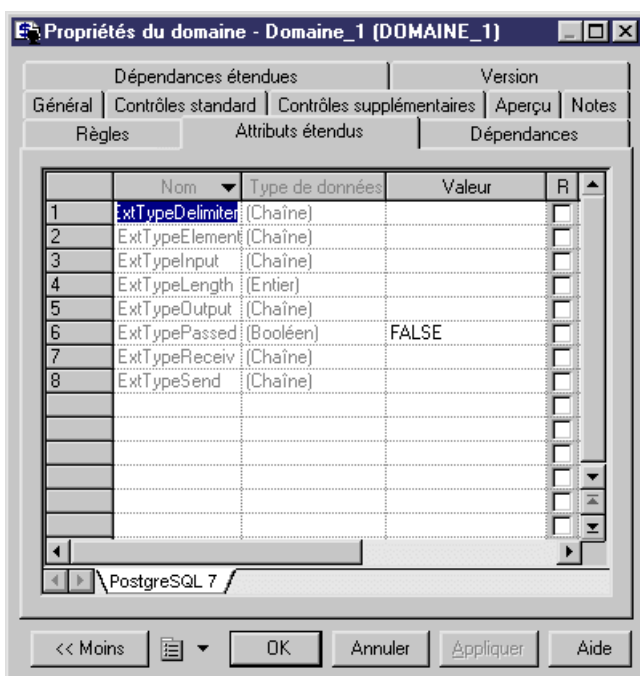 Propriétés du domaine - Domaine_1 (DOMAINE_1)
Dépendances étendues Version
Général Contrôles standard Contrôles supplémentaires Aperçu Notes
Règles Attributs étendus Dépendances
Nom Type de données Valeur R
1 ExtTypeDelimiter (Chaîne)
2 ExtTypeElement (Chaîne)
3 ExtTypeInput (Chaîne)
4 ExtTypeLength (Entier)
5 ExtTypeOutput (Chaîne)
6 ExtTypePassed (Booléen) FALSE
7 ExtTypeReceiv (Chaîne)
8 ExtTypeSend (Chaîne)
PostgreSQL 7
<< Moins OK Annuler Appliquer Aide